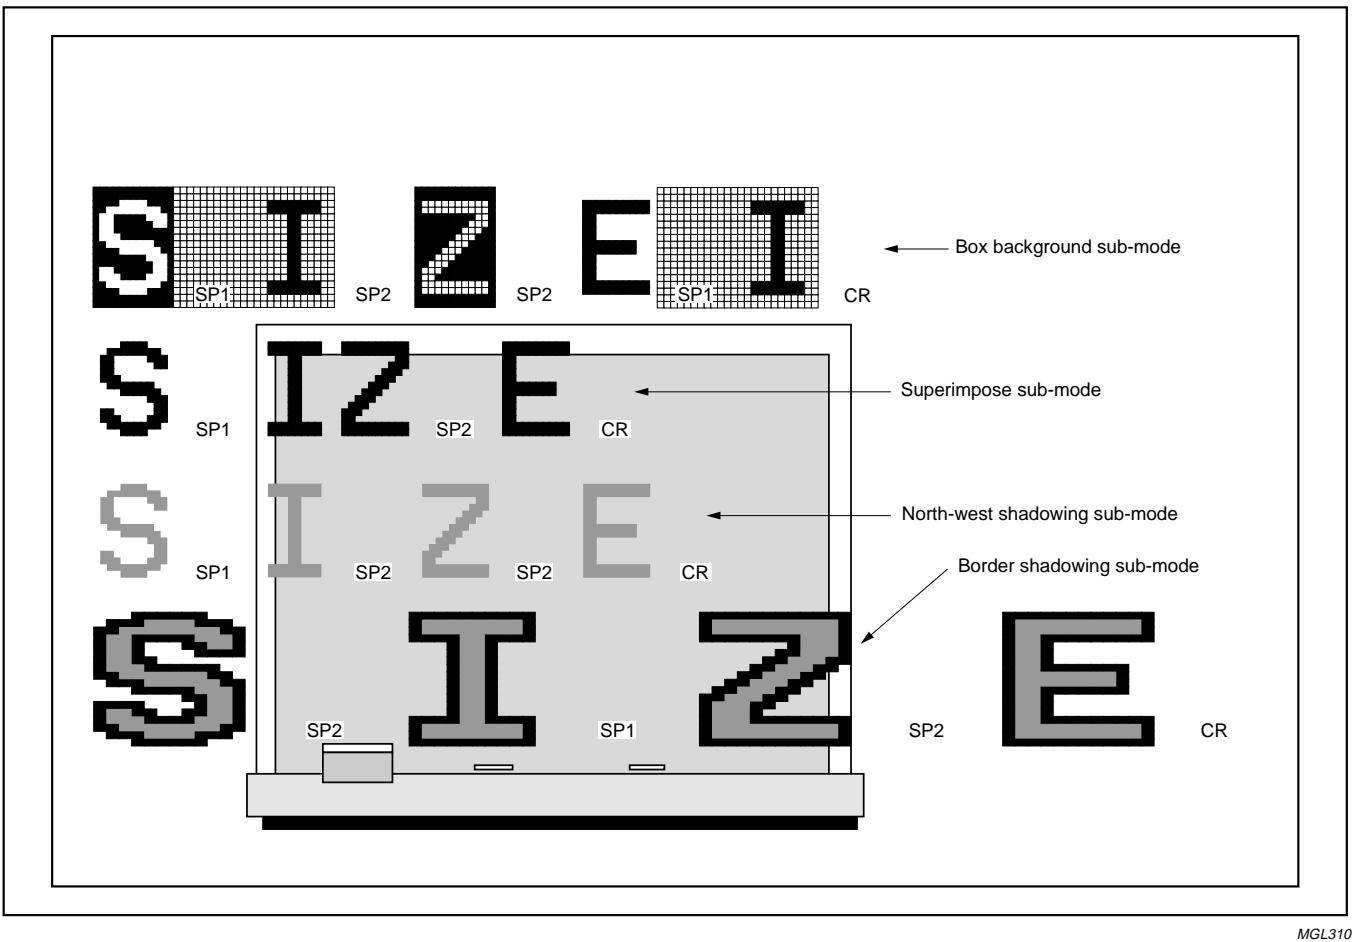 S SP1 I SP2 Z SP2 E SP1 I CR Box background sub-mode
S SP1 I Z SP2 E CR Superimpose sub-mode
S SP1 I SP2 Z SP2 E CR North-west shadowing sub-mode
Border shadowing sub-mode
S SP2 I SP1 Z SP2 E CR
MGL310